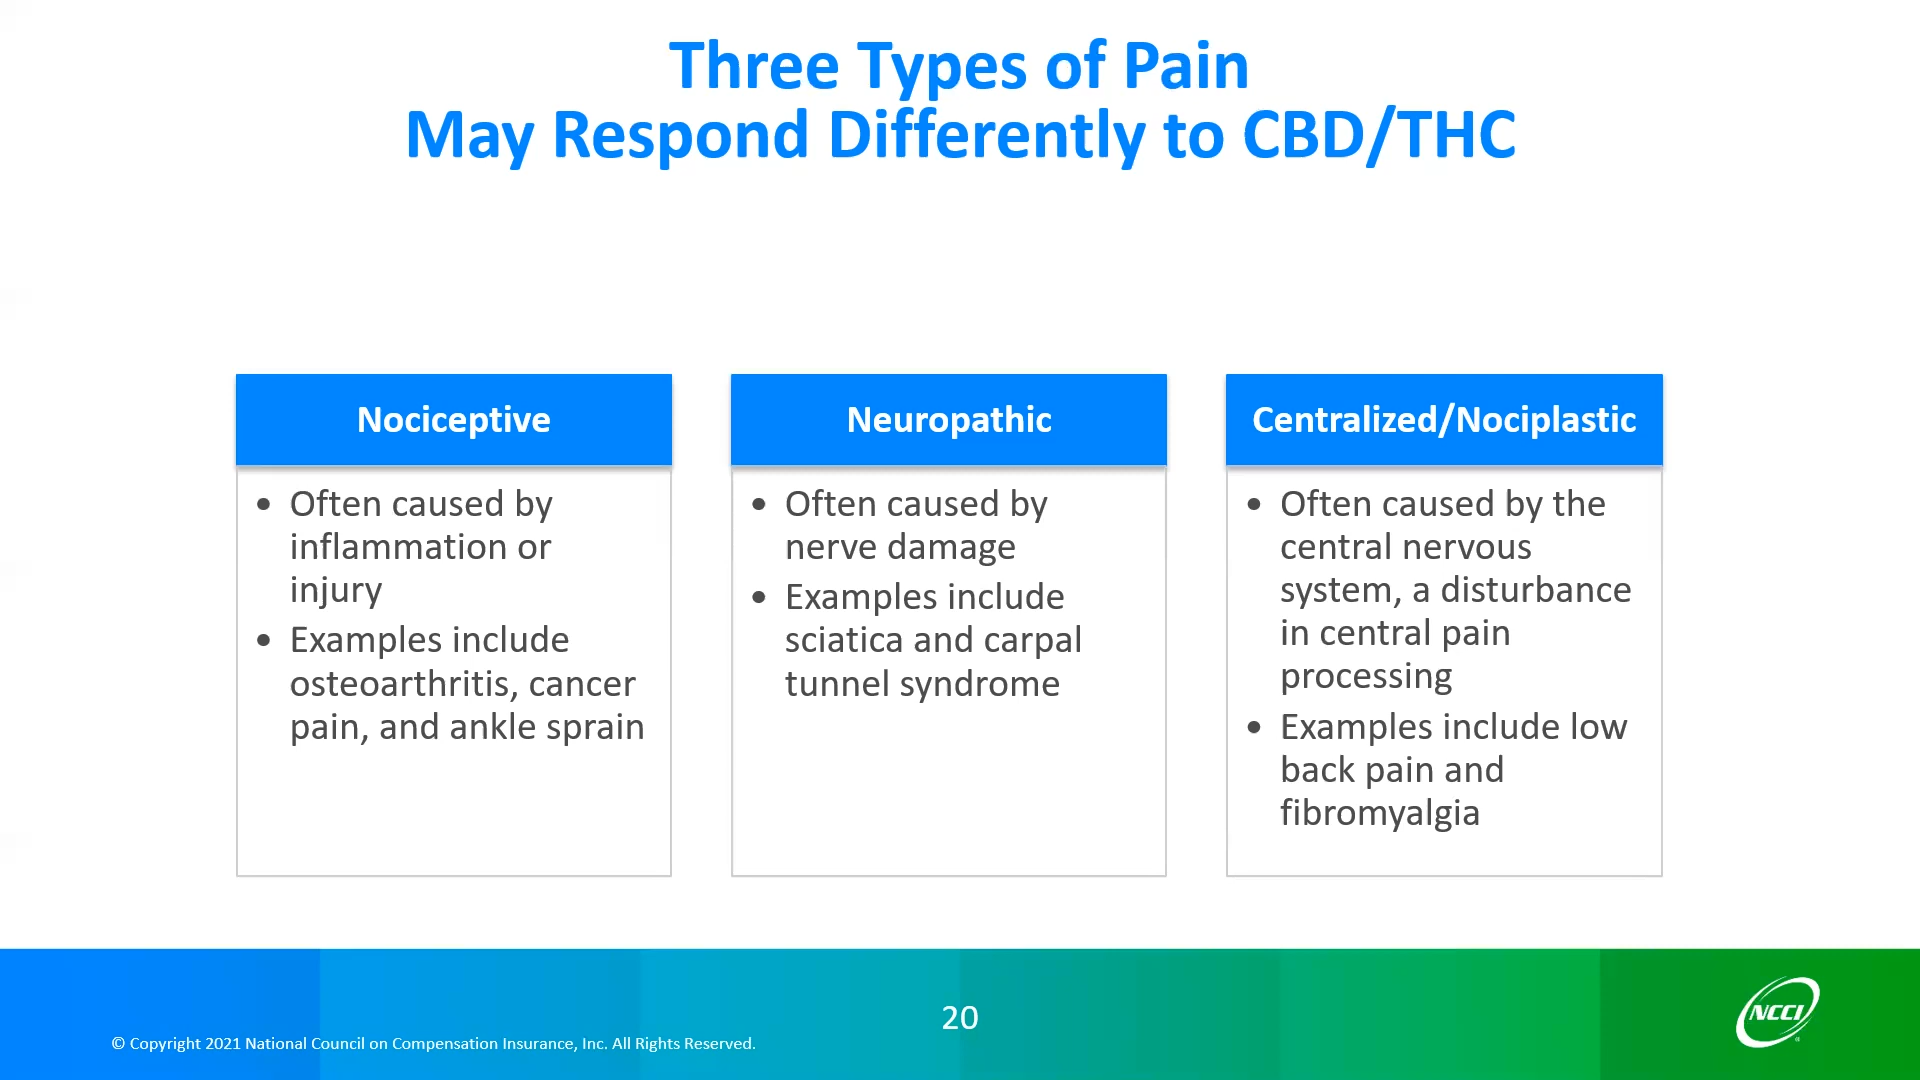 Three Types of Pain
May Respond Differently to CBD/THC
Nociceptive
• Often caused by
inflammation or
injury
• Examples include
osteoarthritis, cancer
pain, and ankle sprain
Neuropathic
• Often caused by
nerve damage
• Examples include
sciatica and carpal
tunnel syndrome
Centralized/Nociplastic
• Often caused by the
central nervous
system, a disturbance
in central pain
processing
• Examples include low
back pain and
fibromyalgia
20
© Copyright 2021 National Council on Compensation Insurance, Inc. All Rights Reserved.
NCCI
®